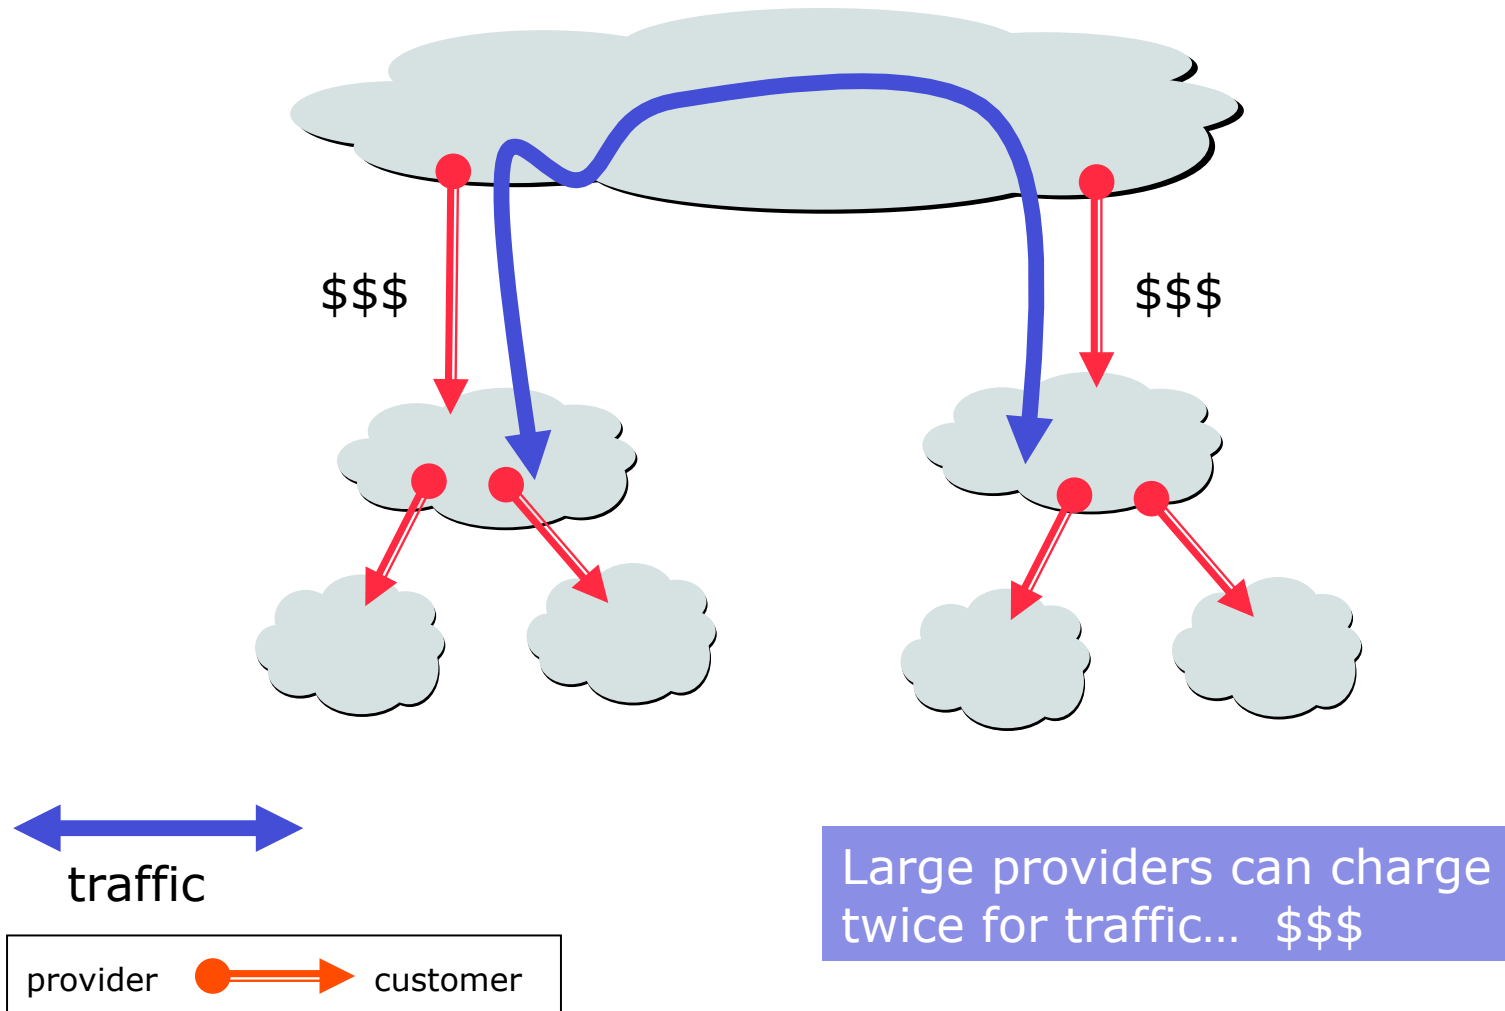 $$$
$$$
traffic
Large providers can charge
twice for traffic... $$$
provider
customer